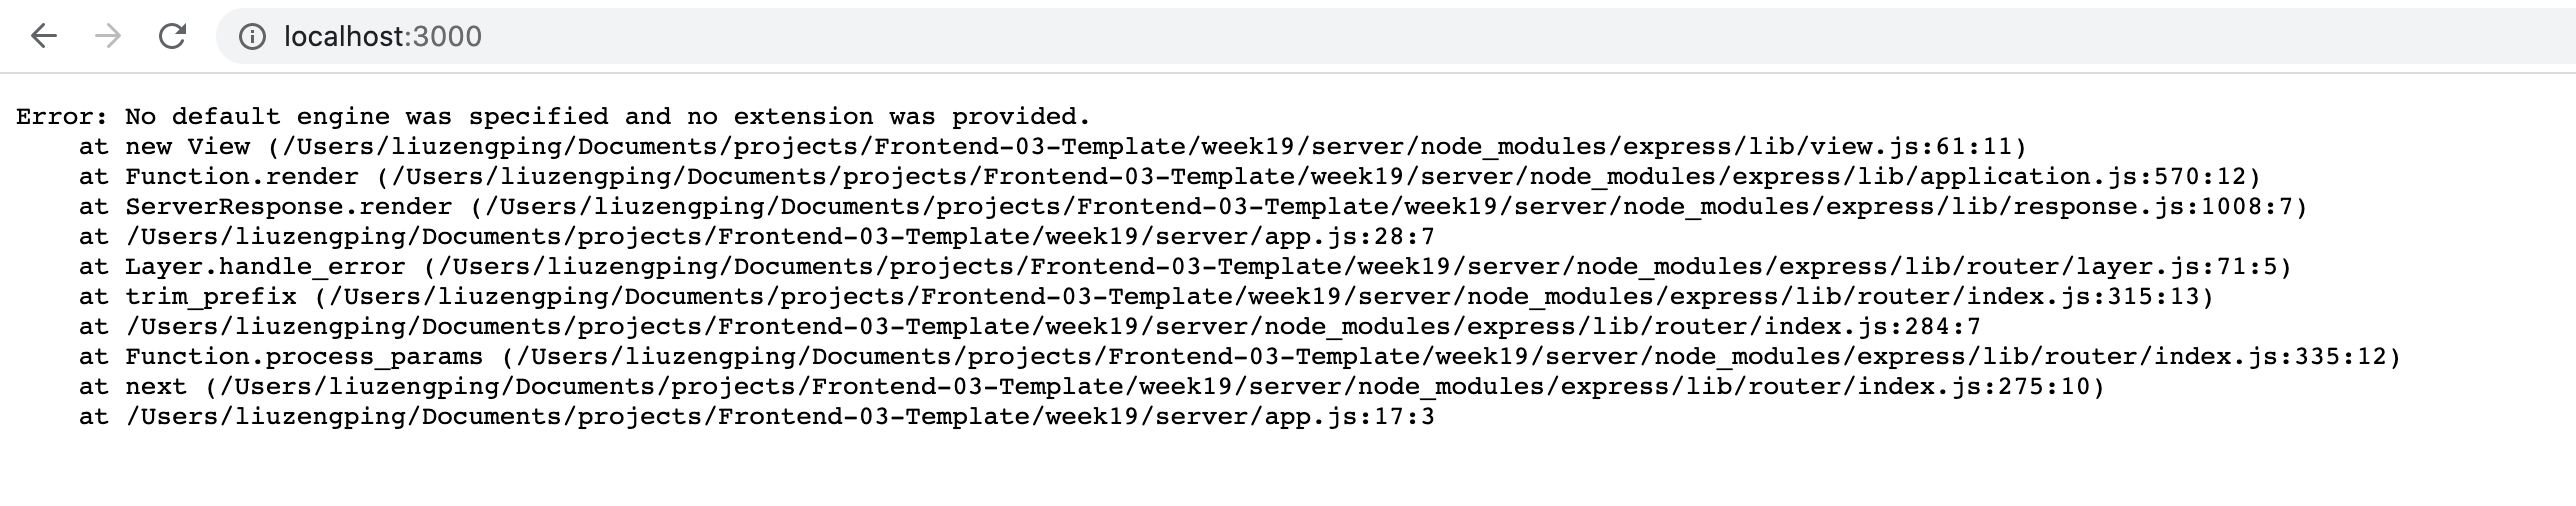 localhost:3000
Error: No default engine was specified and no extension was provided.
at new View (/Users/liuzengping/Documents/projects/Frontend-03-Template/week19/server/node_modules/express/lib/view.js:61:11)
at Function.render (/Users/liuzengping/Documents/projects/Frontend-03-Template/week19/server/node_modules/express/lib/application.js:570:12)
at ServerResponse.render (/Users/liuzengping/Documents/projects/Frontend-03-Template/week19/server/node_modules/express/lib/response.js:1008:7)
at /Users/liuzengping/Documents/projects/Frontend-03-Template/week19/server/app.js:28:7
at Layer.handle_error (/Users/liuzengping/Documents/projects/Frontend-03-Template/week19/server/node_modules/express/lib/router/layer.js:71:5)
at trim_prefix (/Users/liuzengping/Documents/projects/Frontend-03-Template/week19/server/node_modules/express/lib/router/index.js:315:13)
at /Users/liuzengping/Documents/projects/Frontend-03-Template/week19/server/node_modules/express/lib/router/index.js:284:7
at Function.process_params (/Users/liuzengping/Documents/projects/Frontend-03-Template/week19/server/node_modules/express/lib/router/index.js:335:12)
at next (/Users/liuzengping/Documents/projects/Frontend-03-Template/week19/server/node_modules/express/lib/router/index.js:275:10)
at /Users/liuzengping/Documents/projects/Frontend-03-Template/week19/server/app.js:17:3